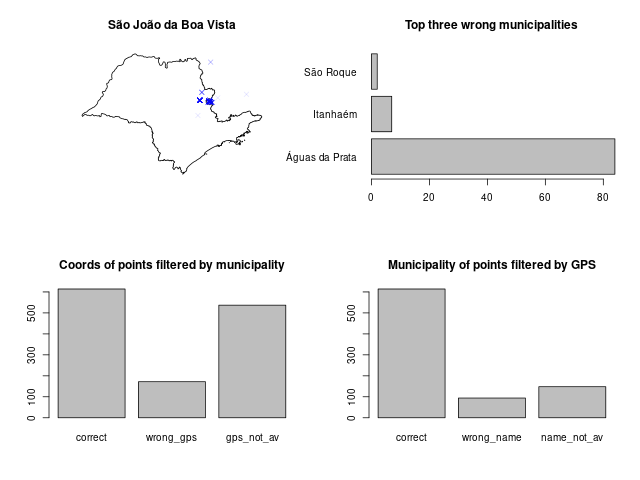 São João da Boa Vista
Top three wrong municipalities
São Roque
Itanhaém
Águas da Prata
0 20 40 60 80
Coords of points filtered by municipality
0 100 300 500
correct wrong_gps gps_not_av
Municipality of points filtered by GPS
0 100 300 500
correct wrong_name name_not_av